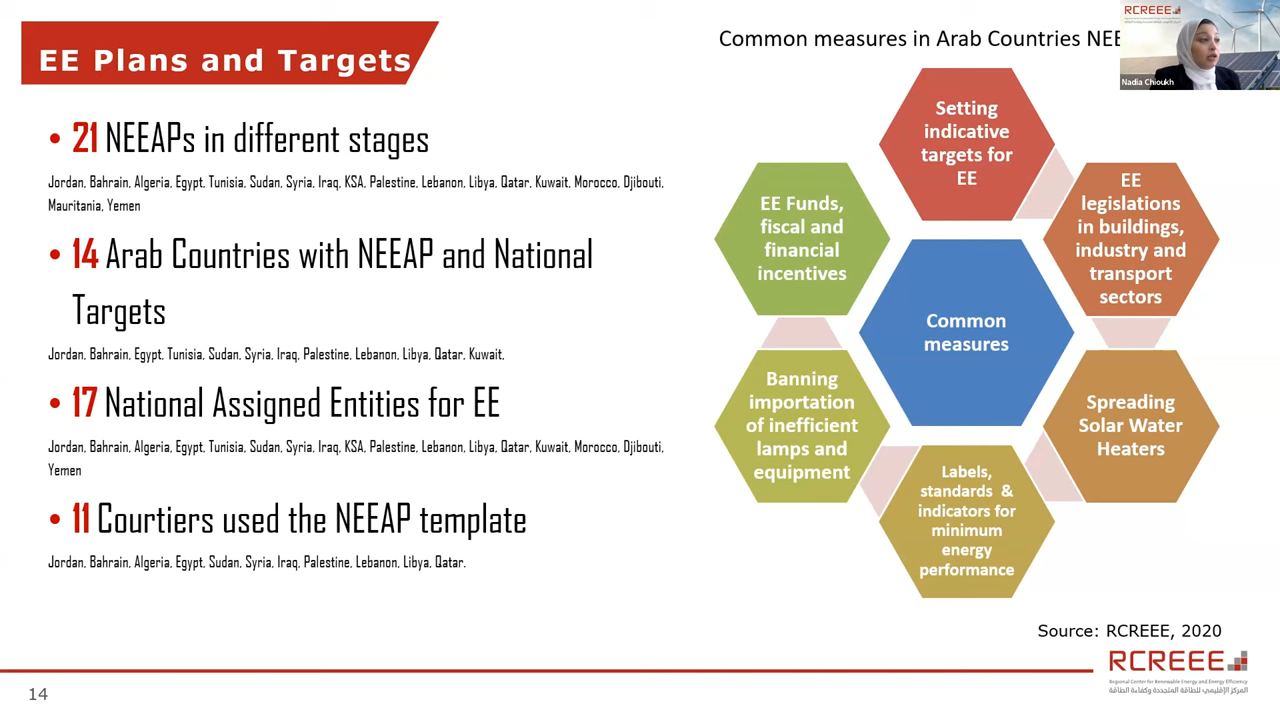 EE Plans and Targets
• 21 NEEAPs in different stages
Jordan, Bahrain, Algeria, Egypt, Tunisia, Sudan, Syria, Iraq, KSA, Palestine, Lebanon, Libya, Qatar, Kuwait, Morocco, Djibouti,
Mauritania, Yemen
• 14 Arab Countries with NEEAP and National
Targets
Jordan, Bahrain, Egypt, Tunisia, Sudan, Syria, Iraq, Palestine, Lebanon, Libya, Qatar, Kuwait,
• 17 National Assigned Entities for EE
Jordan, Bahrain, Algeria, Egypt, Tunisia, Sudan, Syria, Iraq, KSA, Palestine, Lebanon, Libya, Qatar, Kuwait, Morocco, Djibouti,
Yemen
• 11 Courtiers used the NEEAP template
Jordan, Bahrain, Algeria, Egypt, Sudan, Syria, Iraq, Palestine, Lebanon, Libya, Qatar.
Common measures in Arab Countries NEE
RCREEE
Nadia Chioukh
Setting
indicative
targets for
EE
EE
legislations
in buildings,
industry and
transport
sectors
Spreading
Solar Water
Heaters
Labels,
standards &
indicators for
minimum
energy
performance
Banning
importation
of inefficient
lamps and
equipment
EE Funds,
fiscal and
financial
incentives
Common
measures
Source: RCREEE, 2020
RCREEE
Regional Center for Renewable Energy and Energy Efficiency
المركز الإقليمي للطاقة المتجددة وكفاءة الطاقة
14